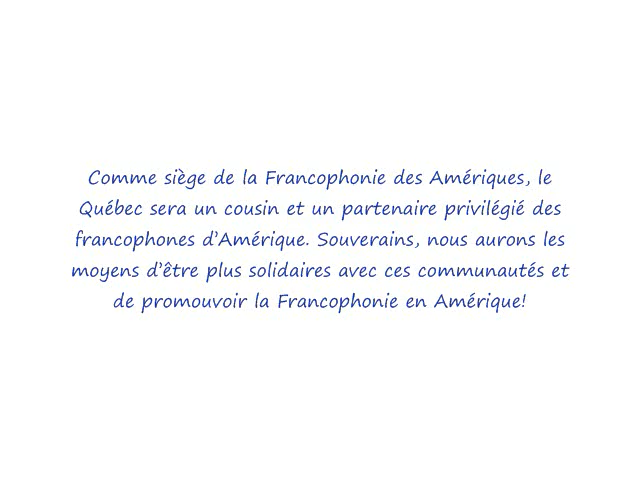 Comme siège de la Francophonie des Amériques, le
Québec sera un cousin et un partenaire privilégié des
francophones d’Amérique. Souverains, nous aurons les
moyens d’être plus solidaires avec ces communautés et
de promouvoir la Francophonie en Amérique!